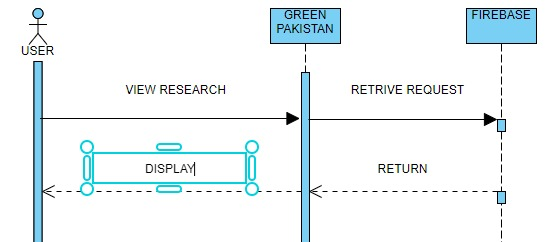 USER
GREEN
PAKISTAN
FIREBASE
VIEW RESEARCH
RETRIVE REQUEST
DISPLAY
RETURN